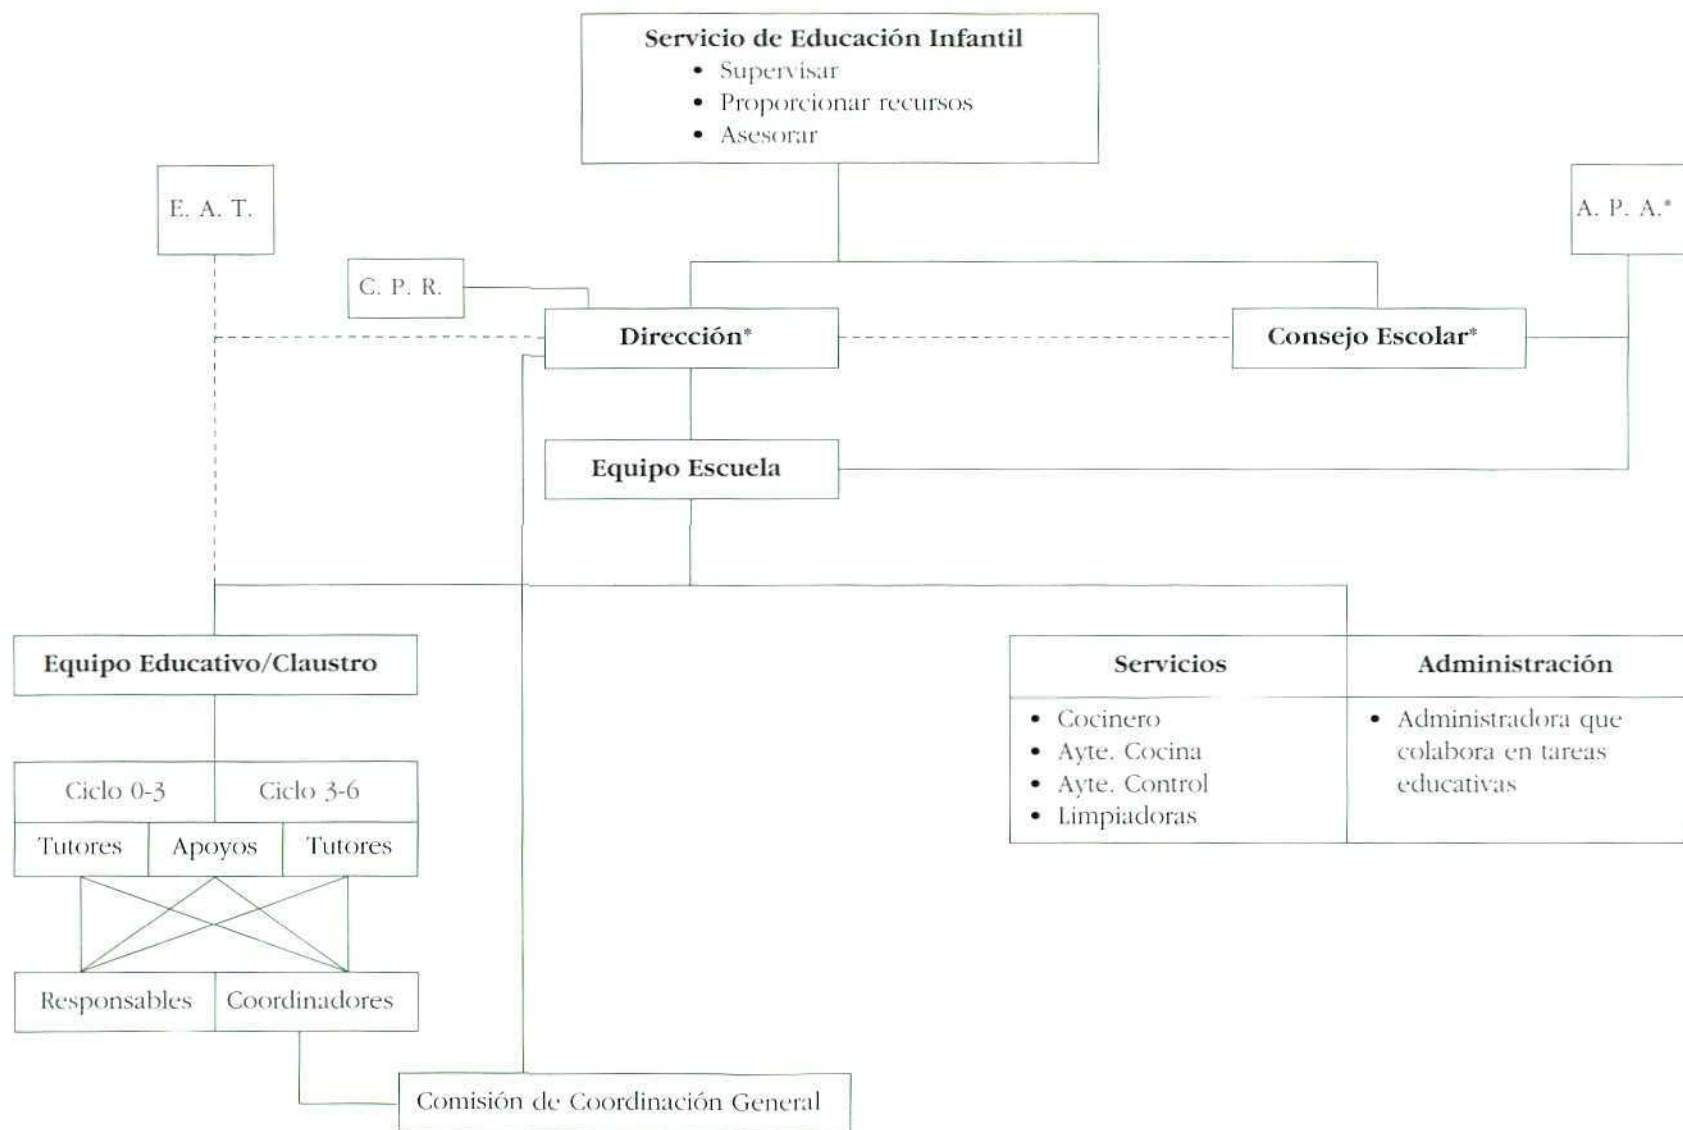 Servicio de Educación Infantil
• Supervisar
• Proporcionar recursos
• Asesorar
E. A. T.
A. P. A.*
C. P. R.
Dirección*
Consejo Escolar*
Equipo Escuela
Equipo Educativo/Claustro
Servicios
Administración
• Cocinero
• Ayte. Cocina
• Ayte. Control
• Limpiadoras
• Administradora que
colabora en tareas
educativas
Ciclo 0-3
Ciclo 3-6
Tutores
Apoyos
Tutores
Responsables
Coordinadores
Comisión de Coordinación General